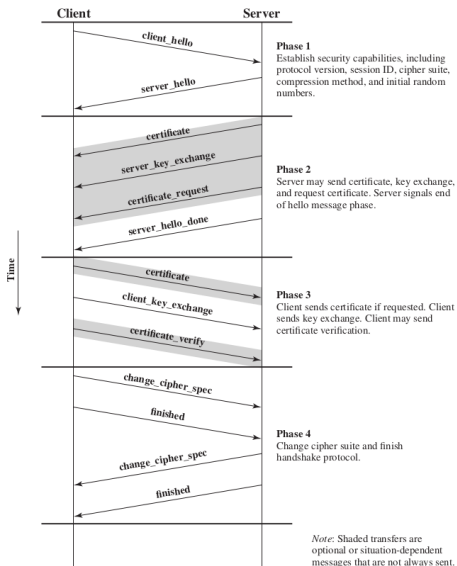 Client Server
client_hello
Phase 1
Establish security capabilities, including
protocol version, session ID, cipher suite,
compression method, and initial random
numbers.
server_hello
certificate
server_key_exchange
Phase 2
Server may send certificate, key exchange,
and request certificate. Server signals end
of hello message phase.
certificate_request
server_hello_done
Time
certificate
Phase 3
Client sends certificate if requested. Client
sends key exchange. Client may send
certificate verification.
client_key_exchange
certificate_verify
change_cipher_spec
finished
Phase 4
Change cipher suite and finish
handshake protocol.
change_cipher_spec
finished
Note: Shaded transfers are
optional or situation-dependent
messages that are not always sent.